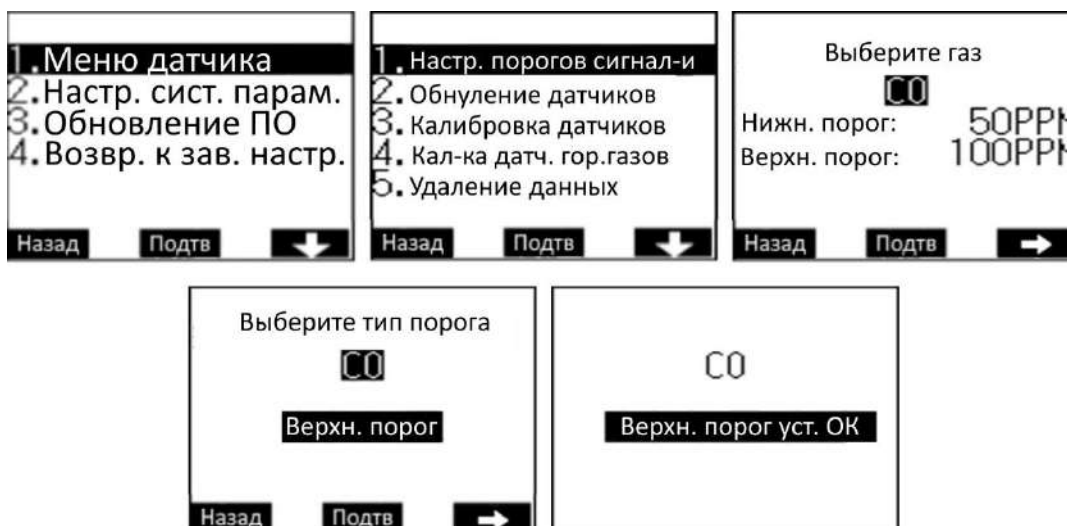 1. Меню датчика
2. Настр. сист. парам.
3. Обновление ПО
4. Возвр. к зав. настр.
Назад Подтв
1. Настр. порогов сигнал-и
2. Обнуление датчиков
3. Калибровка датчиков
4. Кал-ка датч. гор.газов
5. Удаление данных
Назад Подтв
Выберите газ
CO
Нижн. порог: 50PPM
Верхн. порог: 100PPM
Назад Подтв
Выберите тип порога
CO
Верхн. порог
Назад Подтв
CO
Верхн. порог уст. ОК